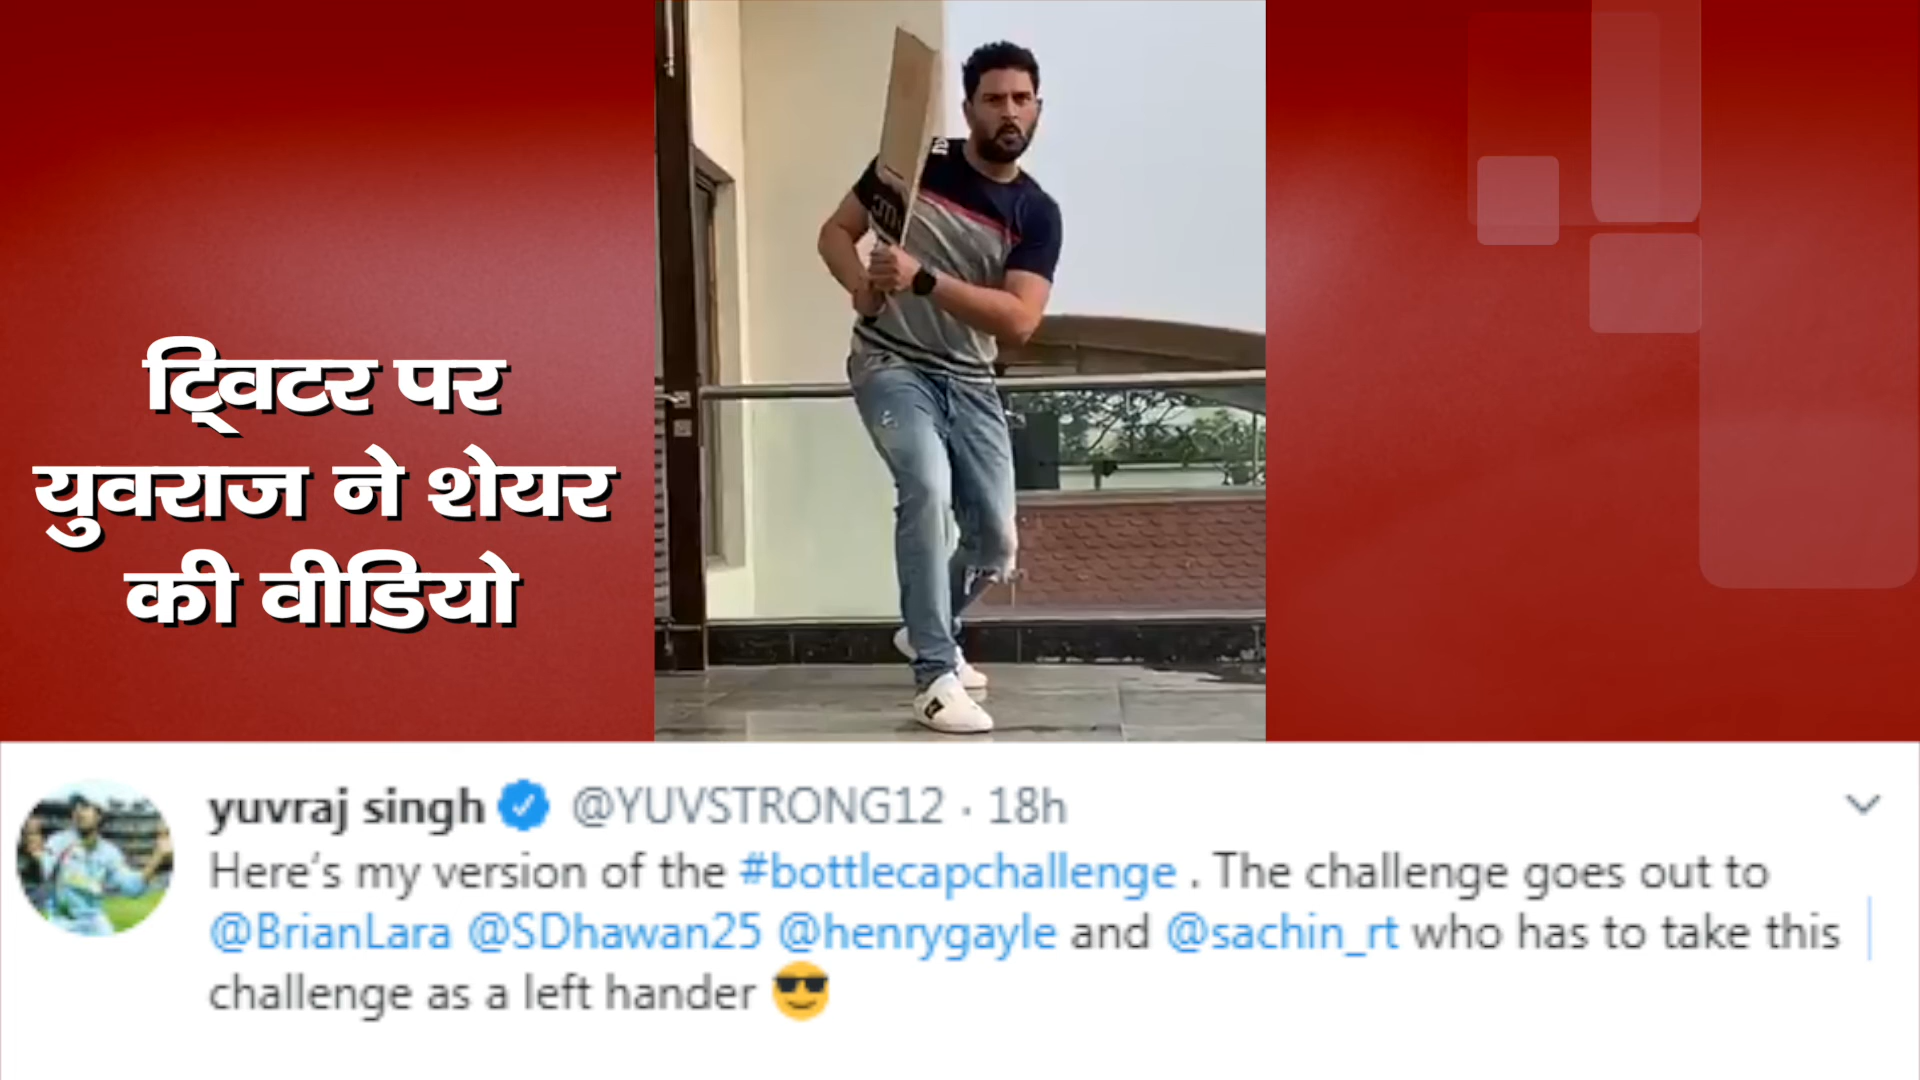 ट्विटर पर
युवराज ने शेयर
की वीडियो
yuvraj singh @YUVSTRONG12 · 18h
Here's my version of the #bottlecapchallenge . The challenge goes out to
@BrianLara @SDhawan25 @henrygayle and @sachin_rt who has to take this
challenge as a left hander 😎